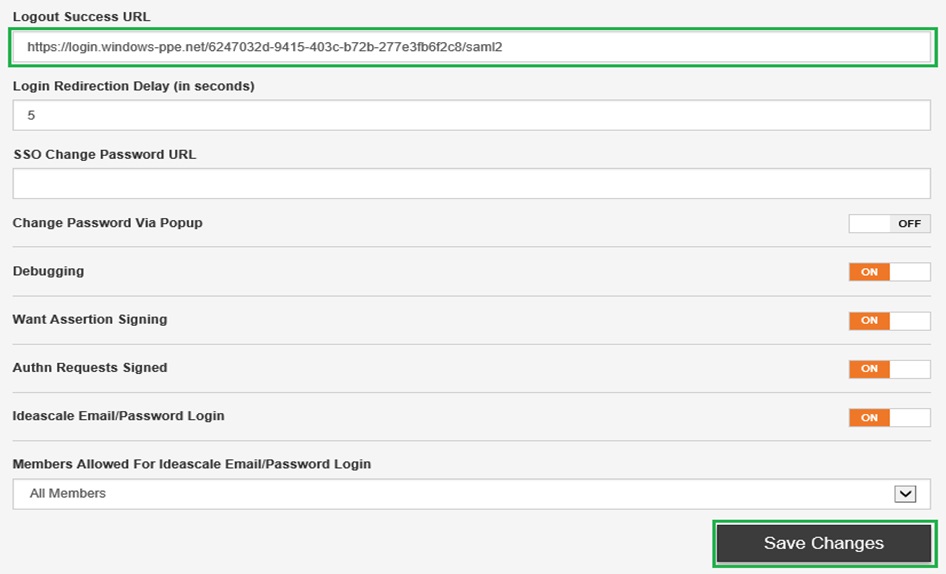 Logout Success URL
https://login.windows-ppe.net/6247032d-9415-403c-b72b-277e3fb6f2c8/saml2
Login Redirection Delay (in seconds)
5
SSO Change Password URL
Change Password Via Popup
OFF
Debugging
ON
Want Assertion Signing
ON
Authn Requests Signed
ON
Ideascale Email/Password Login
ON
Members Allowed For Ideascale Email/Password Login
All Members
Save Changes